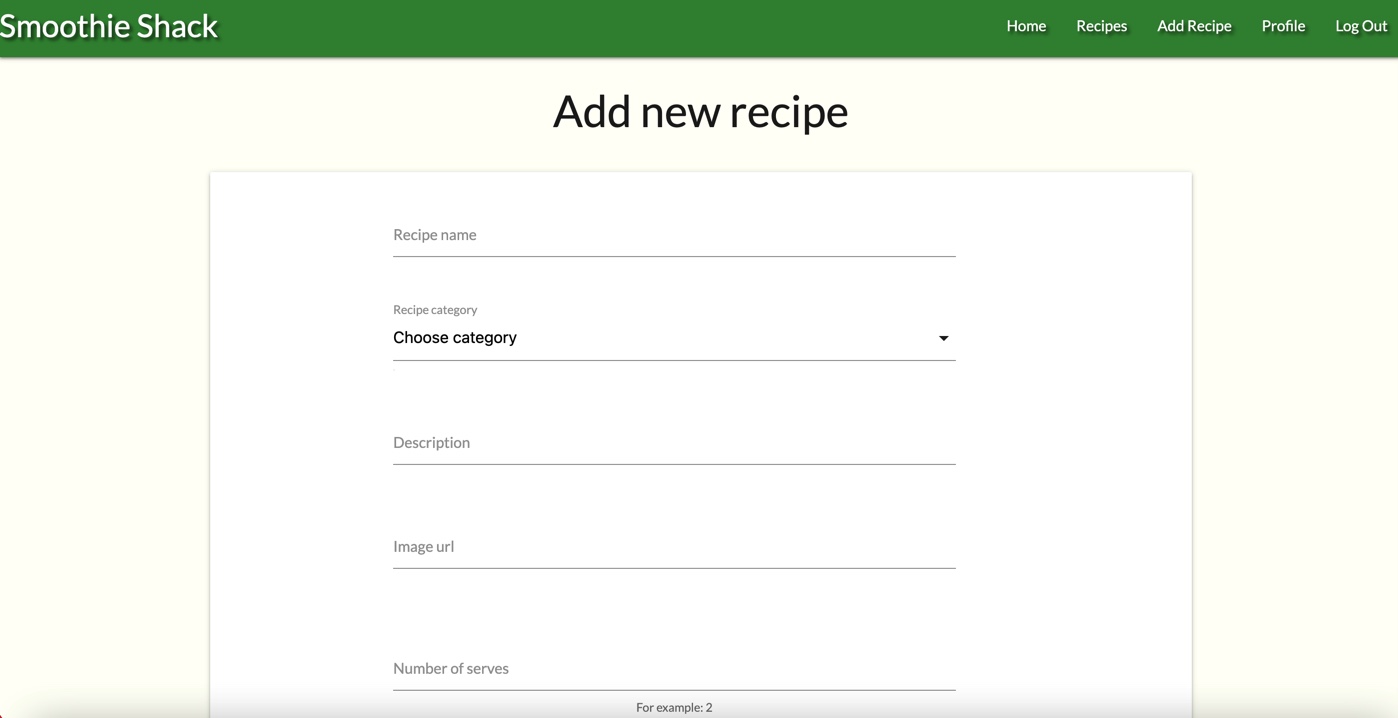 Smoothie Shack
Home Recipes Add Recipe Profile Log Out
Add new recipe
Recipe name
Recipe category
Choose category
Description
Image url
Number of serves
For example: 2